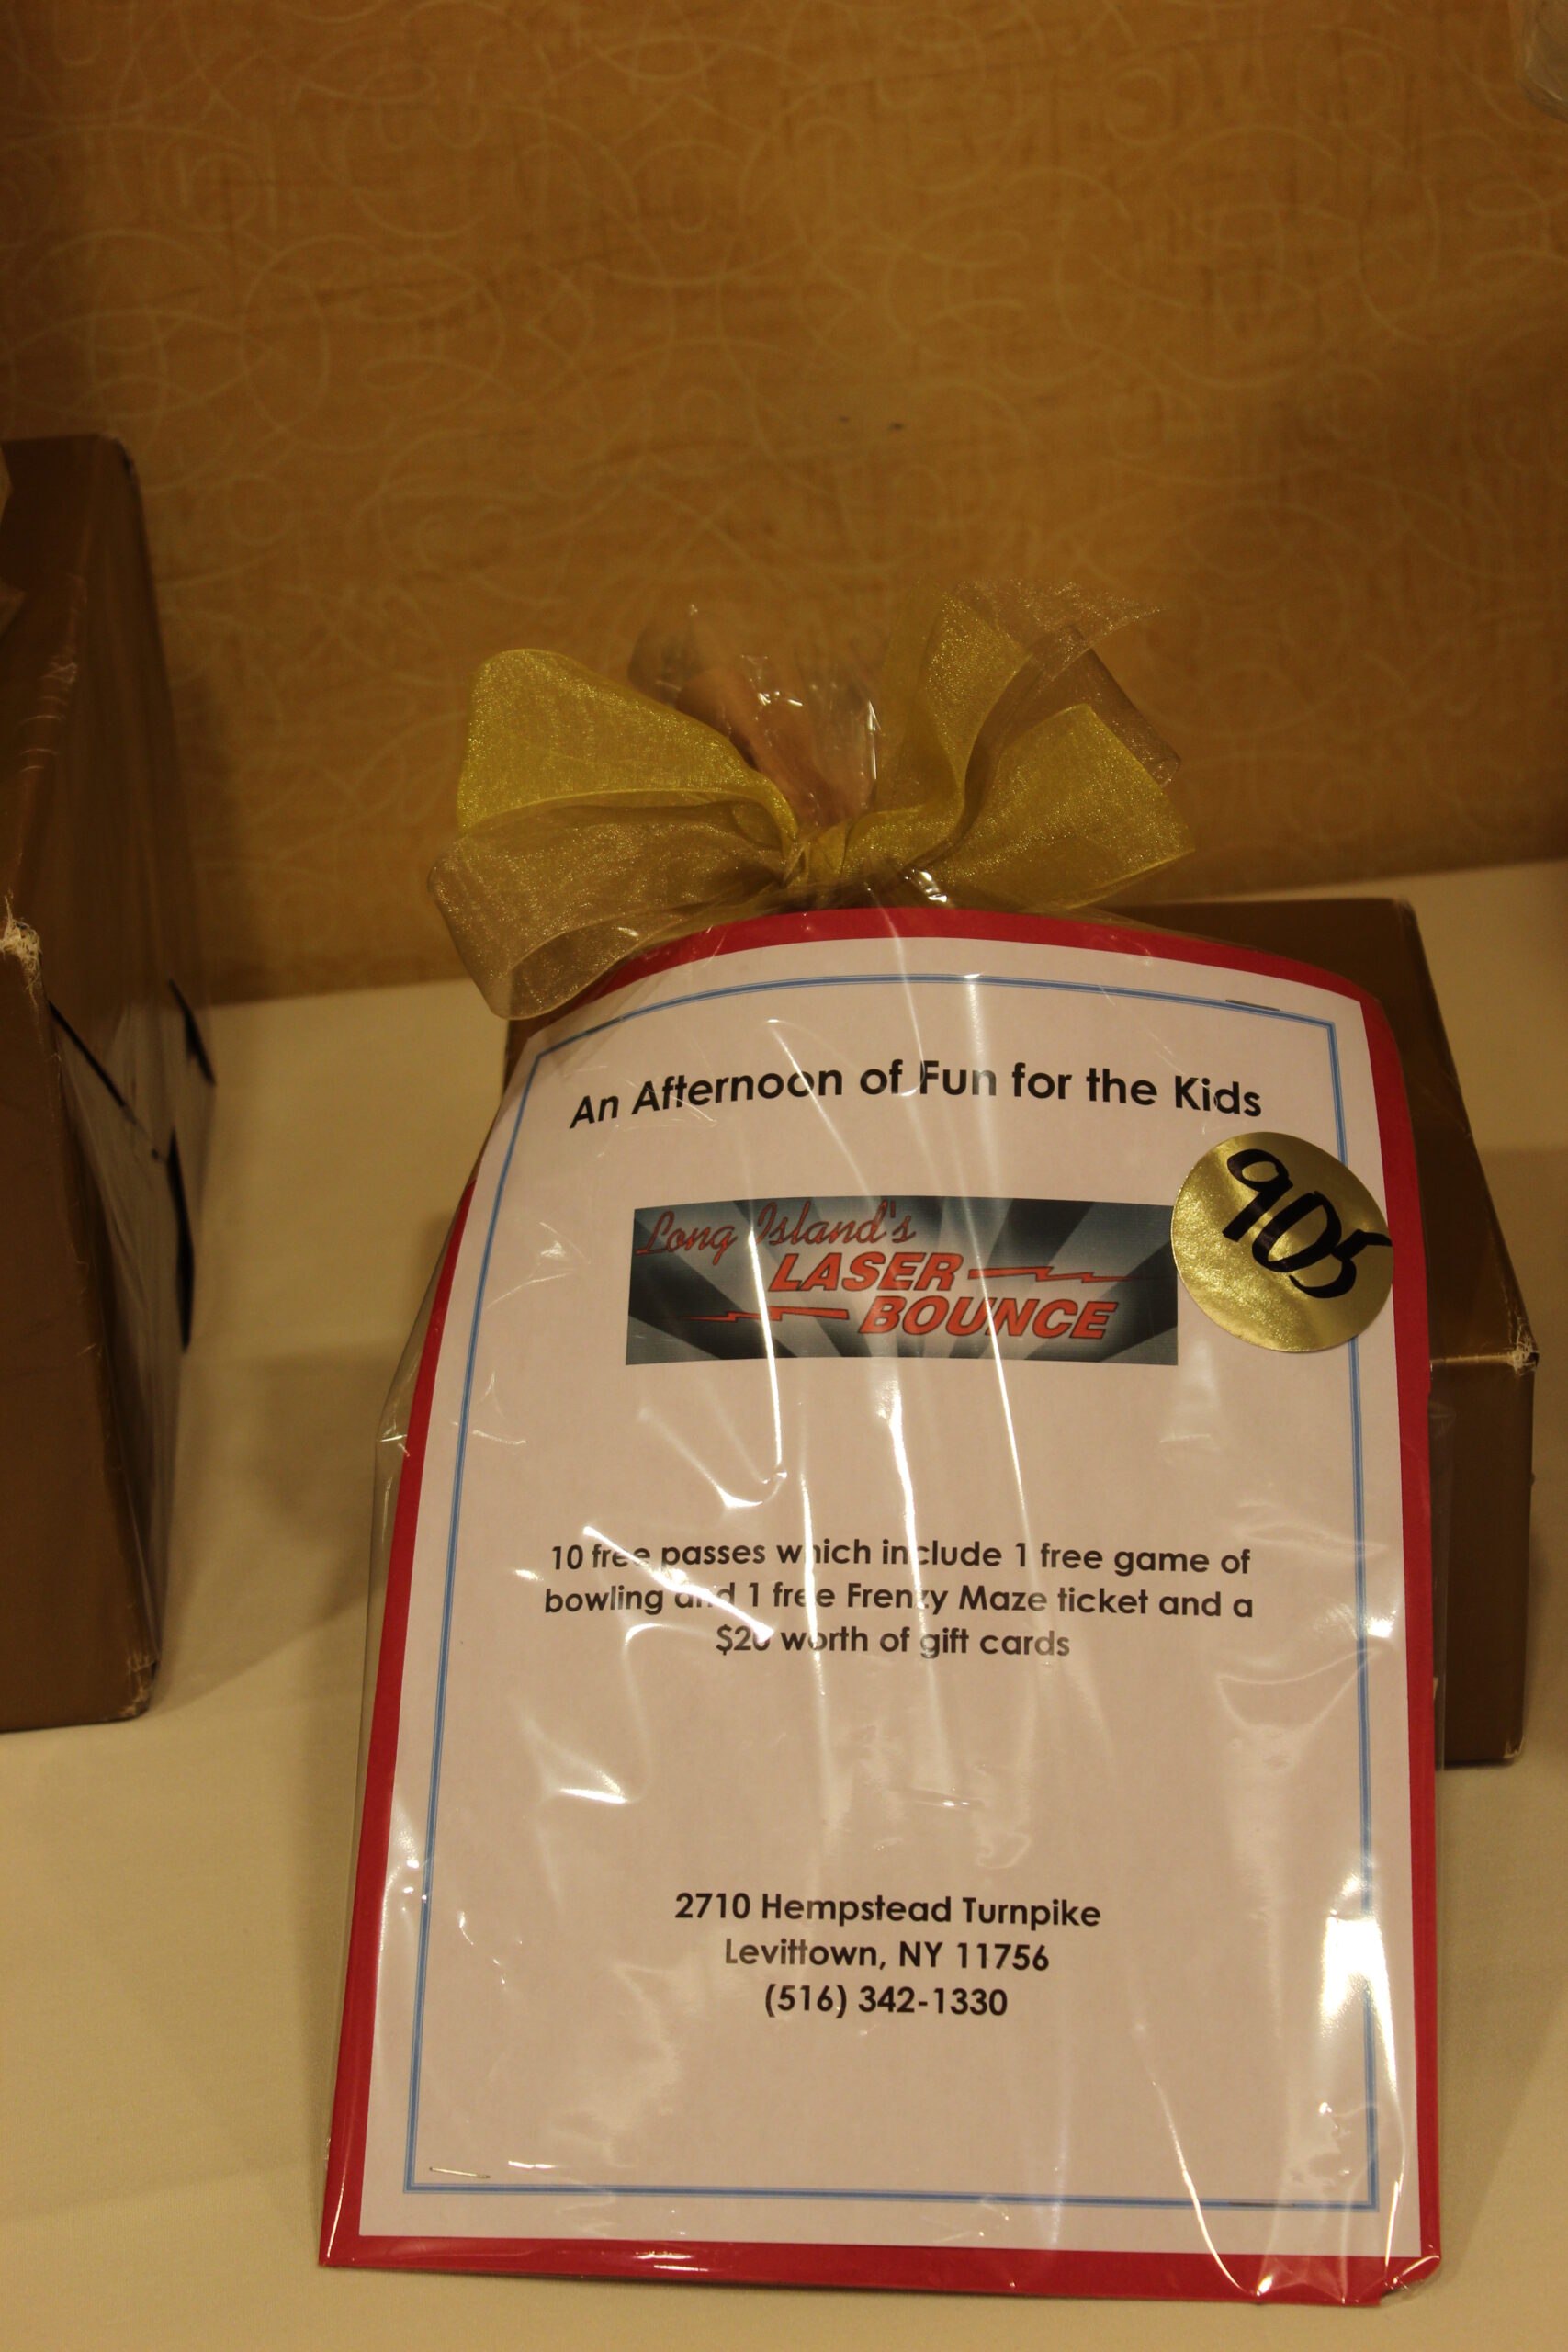 An Afternoon of Fun for the Kids
Long Island's
LASER
BOUNCE
905
10 free passes which include 1 free game of
bowling and 1 free Frenzy Maze ticket and a
$20 worth of gift cards
2710 Hempstead Turnpike
Levittown, NY 11756
(516) 342-1330